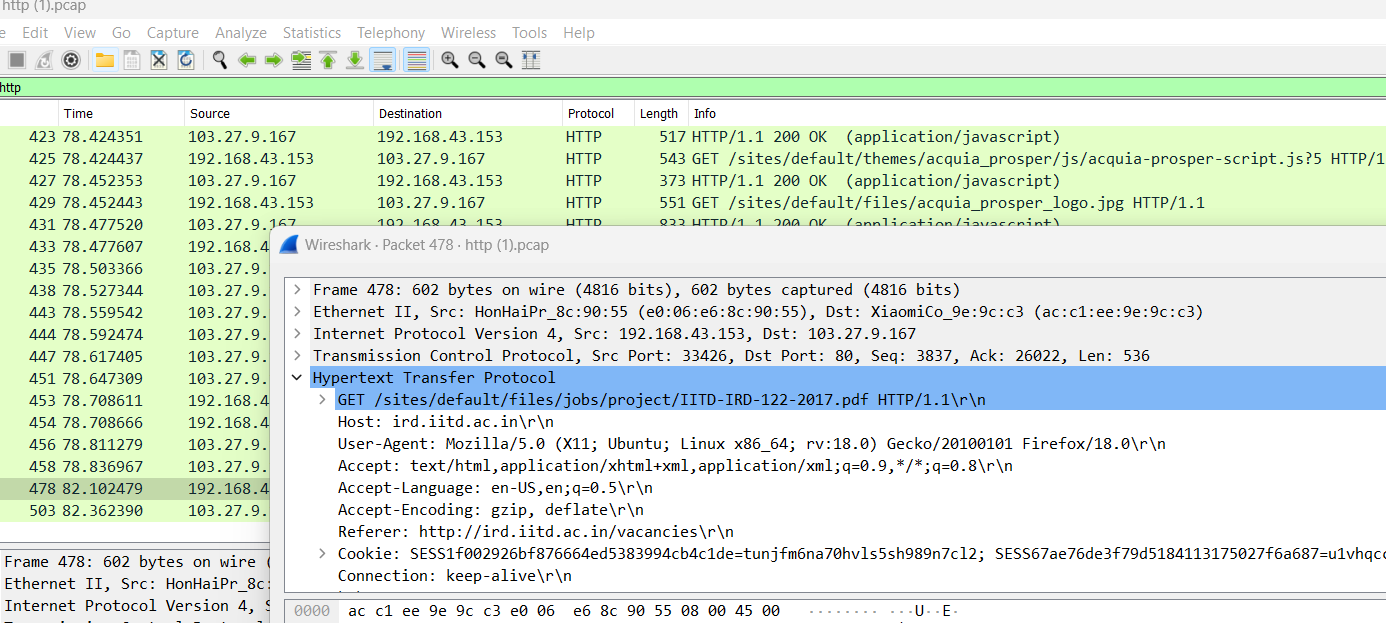 http (1).pcap
Edit View Go Capture Analyze Statistics Telephony Wireless Tools Help
http
Time Source Destination Protocol Length Info
423 78.424351 103.27.9.167 192.168.43.153 HTTP 517 HTTP/1.1 200 OK (application/javascript)
425 78.424437 192.168.43.153 103.27.9.167 HTTP 543 GET /sites/default/themes/acquia_prosper/js/acquia-prosper-script.js?5 HTTP/1
427 78.452353 103.27.9.167 192.168.43.153 HTTP 373 HTTP/1.1 200 OK (application/javascript)
429 78.452443 192.168.43.153 103.27.9.167 HTTP 551 GET /sites/default/files/acquia_prosper_logo.jpg HTTP/1.1
431 78.477520 103.27.9.167 192.168.43.153 HTTP 833 HTTP/1.1 200 OK (application/javascript)
433 78.477607 192.168.4
435 78.503366 103.27.9.
438 78.527344 103.27.9.
443 78.559542 103.27.9.
444 78.592474 103.27.9.
447 78.617405 103.27.9.
451 78.647309 103.27.9.
453 78.708611 192.168.4
454 78.708666 192.168.4
456 78.811279 103.27.9.
458 78.836967 103.27.9.
478 82.102479 192.168.4
503 82.362390 103.27.9.
Frame 478: 602 bytes on wire (
Ethernet II, Src: HonHaiPr_8c:
Internet Protocol Version 4, S
Wireshark · Packet 478 · http (1).pcap
Frame 478: 602 bytes on wire (4816 bits), 602 bytes captured (4816 bits)
Ethernet II, Src: HonHaiPr_8c:90:55 (e0:06:e6:8c:90:55), Dst: XiaomiCo_9e:9c:c3 (ac:c1:ee:9e:9c:c3)
Internet Protocol Version 4, Src: 192.168.43.153, Dst: 103.27.9.167
Transmission Control Protocol, Src Port: 33426, Dst Port: 80, Seq: 3837, Ack: 26022, Len: 536
Hypertext Transfer Protocol
GET /sites/default/files/jobs/project/IITD-IRD-122-2017.pdf HTTP/1.1\r\n
Host: ird.iitd.ac.in\r\n
User-Agent: Mozilla/5.0 (X11; Ubuntu; Linux x86_64; rv:18.0) Gecko/20100101 Firefox/18.0\r\n
Accept: text/html,application/xhtml+xml,application/xml;q=0.9,*/*;q=0.8\r\n
Accept-Language: en-US,en;q=0.5\r\n
Accept-Encoding: gzip, deflate\r\n
Referer: http://ird.iitd.ac.in/vacancies\r\n
Cookie: SESS1f002926bf876664ed5383994cb4c1de=tunjfm6na70hvls5sh989n7cl2; SESS67ae76de3f79d5184113175027f6a687=u1vhqc
Connection: keep-alive\r\n
0000 ac c1 ee 9e 9c c3 e0 06 e6 8c 90 55 08 00 45 00 ········ ···U··E·